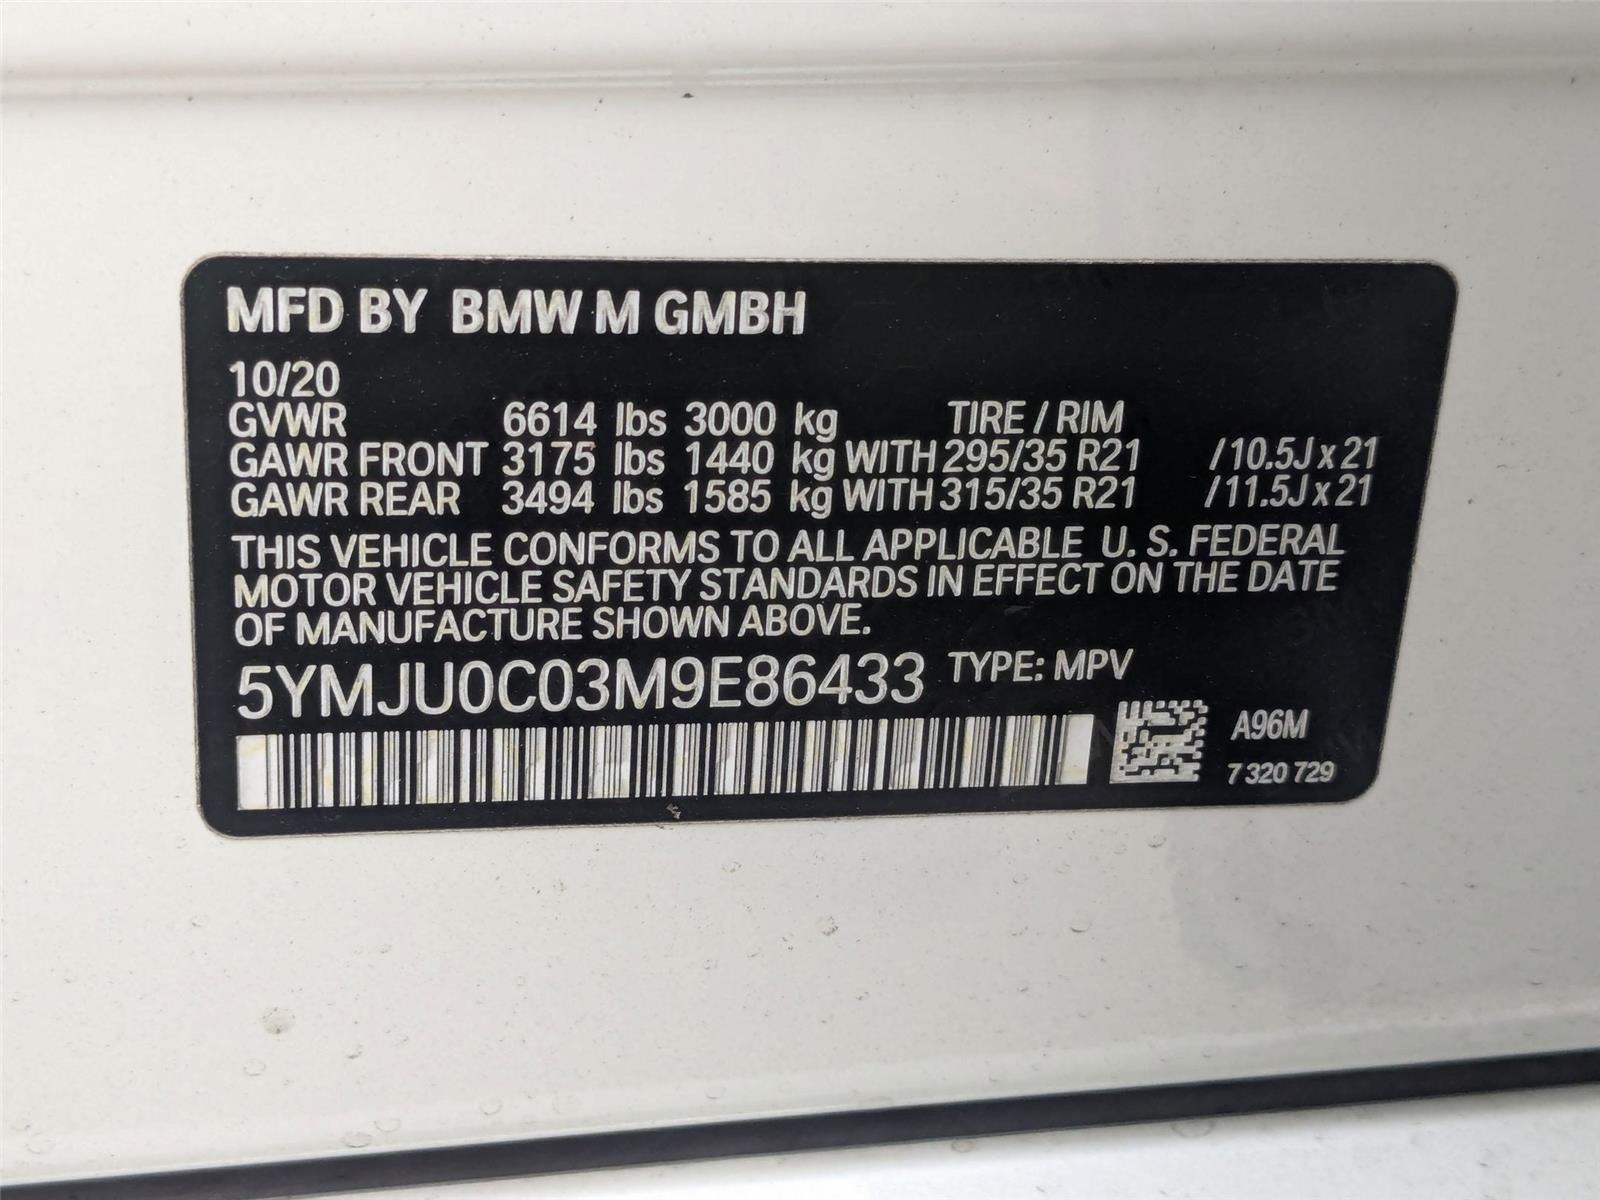 MFD BY BMW M GMBH
10/20
GVWR 6614 lbs 3000 kg TIRE / RIM
GAWR FRONT 3175 lbs 1440 kg WITH 295/35 R21 /10.5J x 21
GAWR REAR 3494 lbs 1585 kg WITH 315/35 R21 /11.5J x 21
THIS VEHICLE CONFORMS TO ALL APPLICABLE U. S. FEDERAL
MOTOR VEHICLE SAFETY STANDARDS IN EFFECT ON THE DATE
OF MANUFACTURE SHOWN ABOVE.
5YMJU0C03M9E86433 TYPE: MPV
A96M
7 320 729